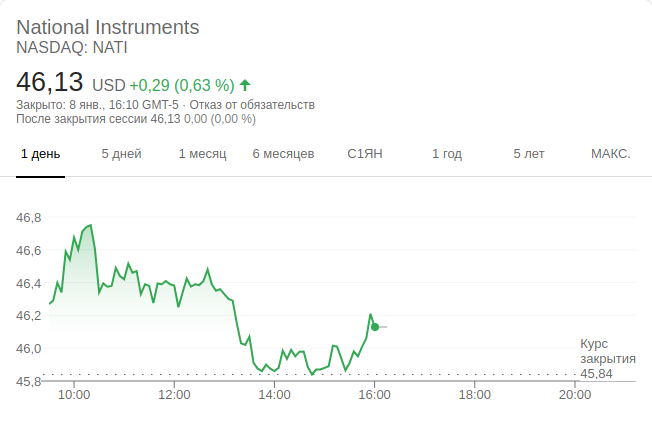 National Instruments
NASDAQ: NATI
46,13 USD +0,29 (0,63 %)
Закрыто: 8 янв., 16:10 GMT-5 · Отказ от обязательств
После закрытия сессии 46,13 0,00 (0,00 %)
1 день 5 дней 1 месяц 6 месяцев С1ЯН 1 год 5 лет МАКС.
46,8
46,6
46,4
46,2
46,0
45,8
Курс
закрытия
45,84
10:00 12:00 14:00 16:00 18:00 20:00